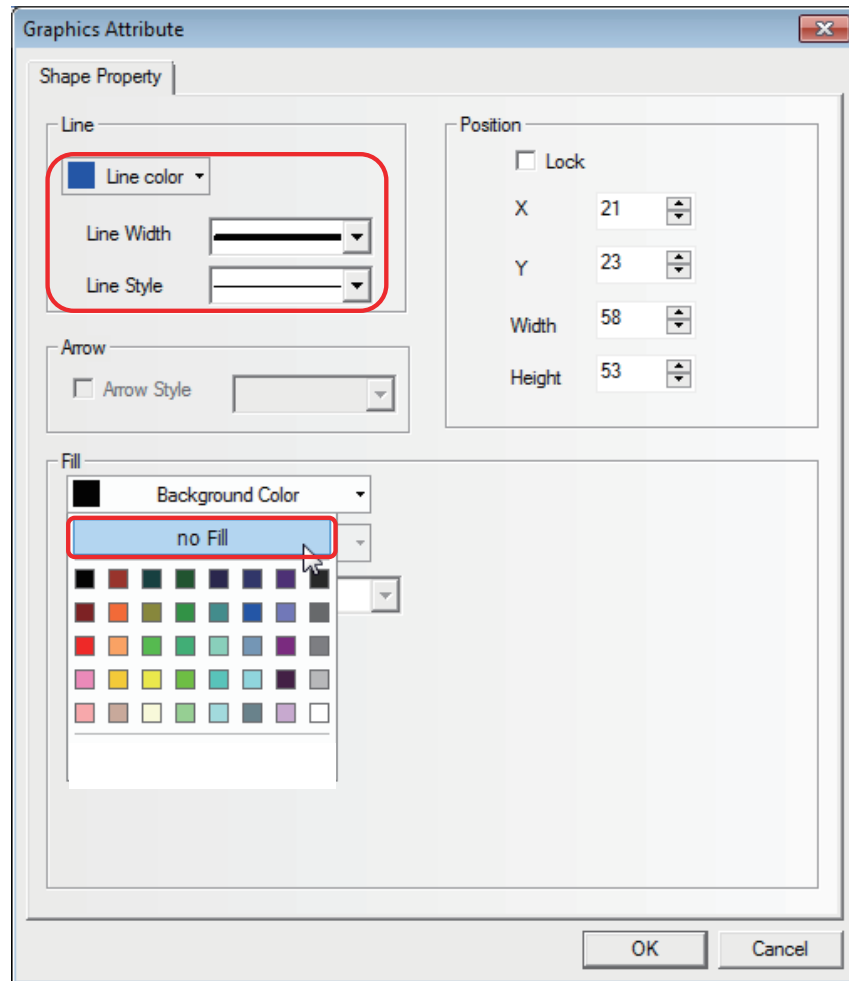 Graphics Attribute
Shape Property
Line
Line color
Line Width
Line Style
Arrow
Arrow Style
Position
Lock
X 21
Y 23
Width 58
Height 53
Fill
Background Color
no Fill
OK Cancel